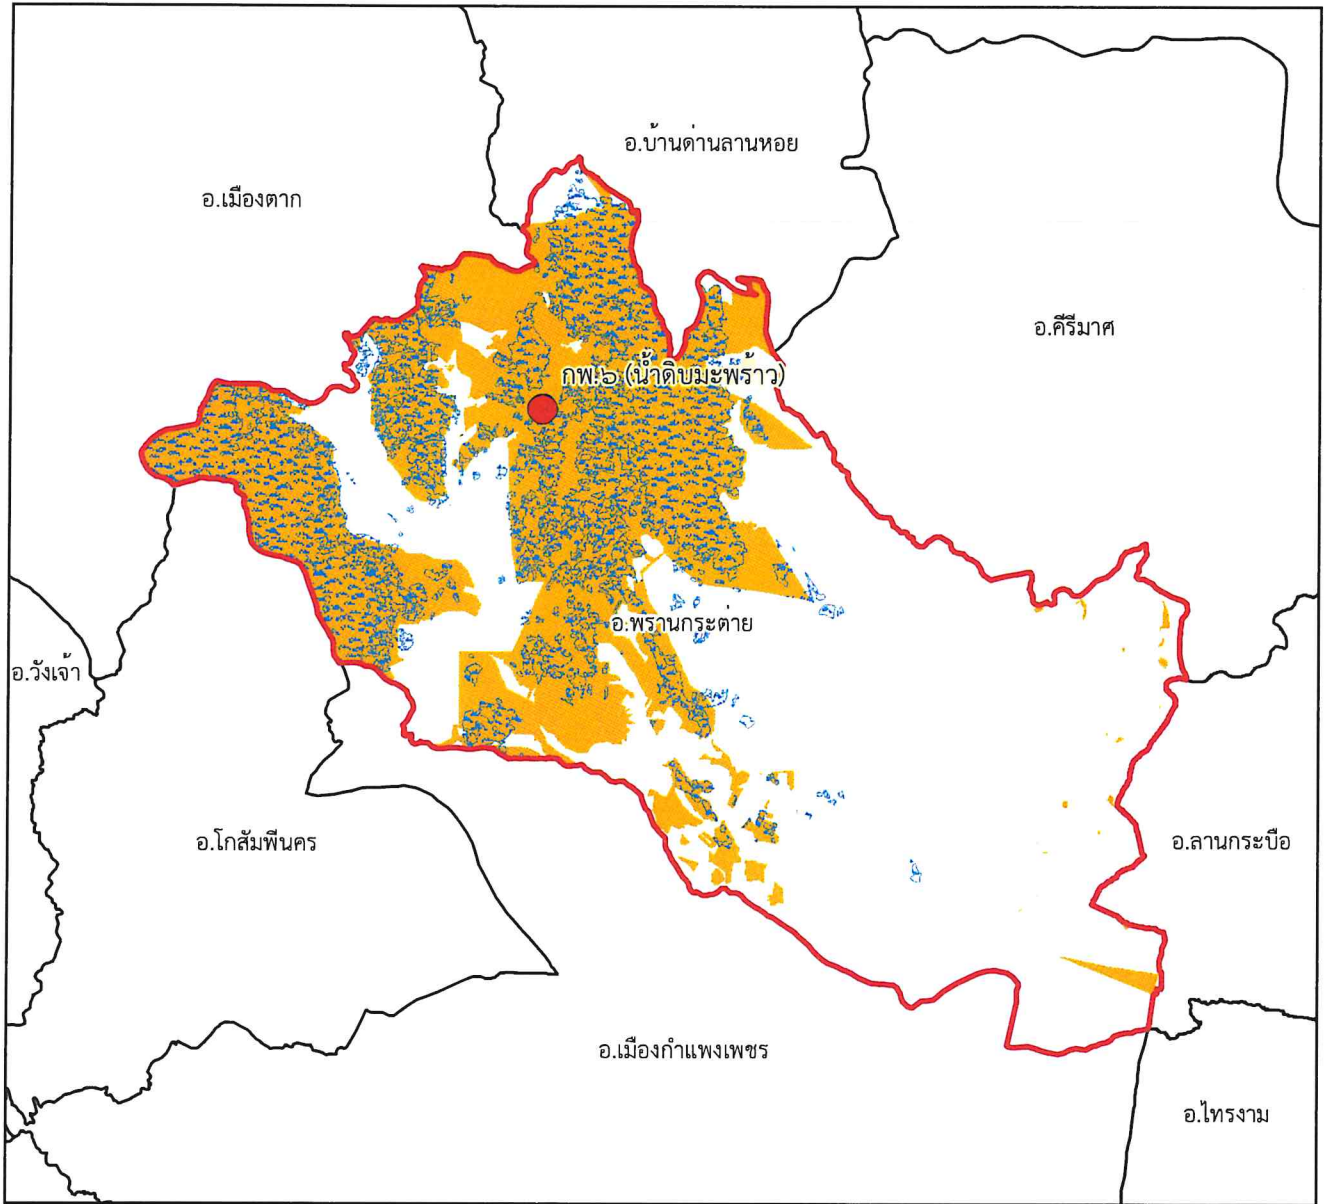 อ.บ้านด่านลานหอย
อ.เมืองตาก
อ.คีรีมาศ
กพ.๖ (น้ำดิบมะพร้าว)
อ.พรานกระต่าย
อ.วังเจ้า
อ.โกสัมพีนคร
อ.ลานกระบือ
อ.เมืองกำแพงเพชร
อ.ไทรงาม